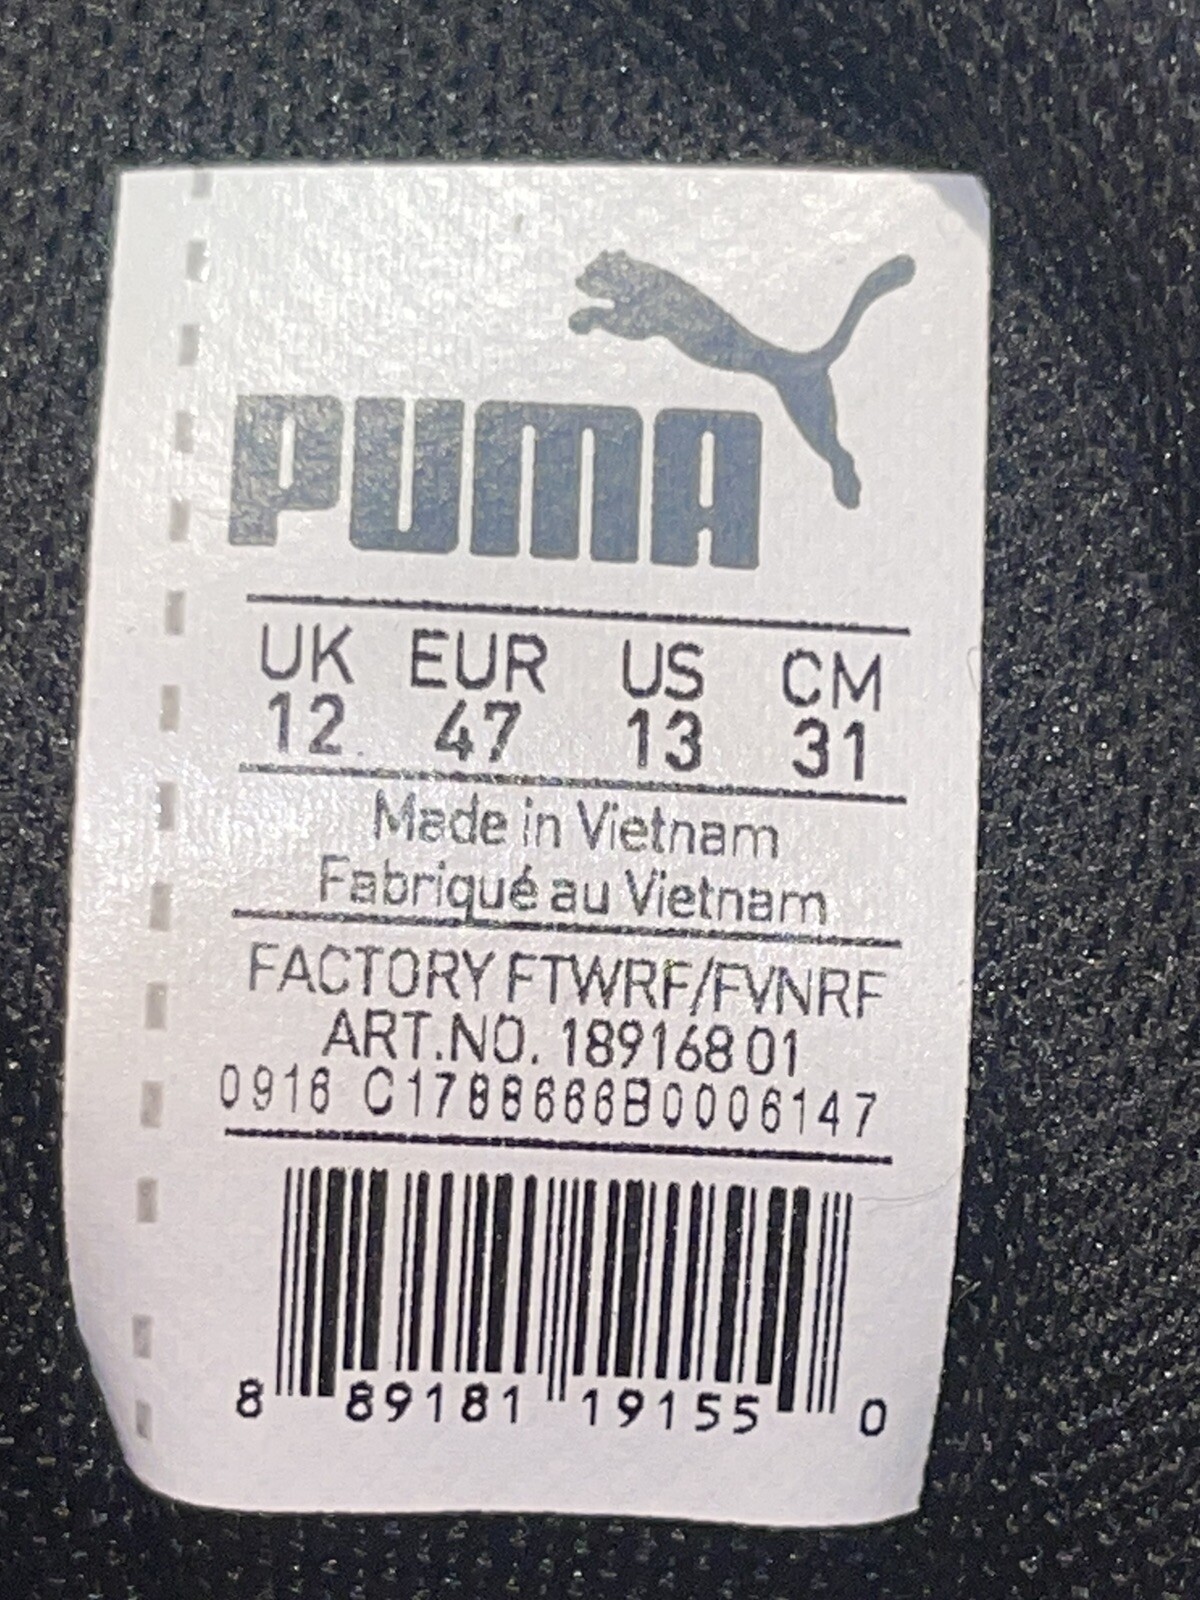 PUMA
UK EUR US CM
12 47 13 31
Made in Vietnam
Fabriqué au Vietnam
FACTORY FTWRF/FVNRF
ART.NO. 189168 01
0916 C1788666B0006147
8 89181 19155 0